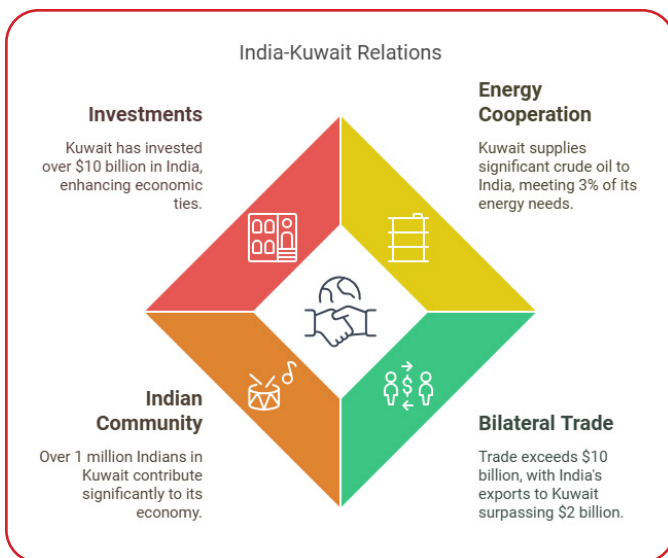 India-Kuwait Relations
Investments
Kuwait has invested
over $10 billion in India,
enhancing economic
ties.
Energy
Cooperation
Kuwait supplies
significant crude oil to
India, meeting 3% of its
energy needs.
Indian
Community
Over 1 million Indians in
Kuwait contribute
significantly to its
economy.
Bilateral Trade
Trade exceeds $10
billion, with India's
exports to Kuwait
surpassing $2 billion.
$